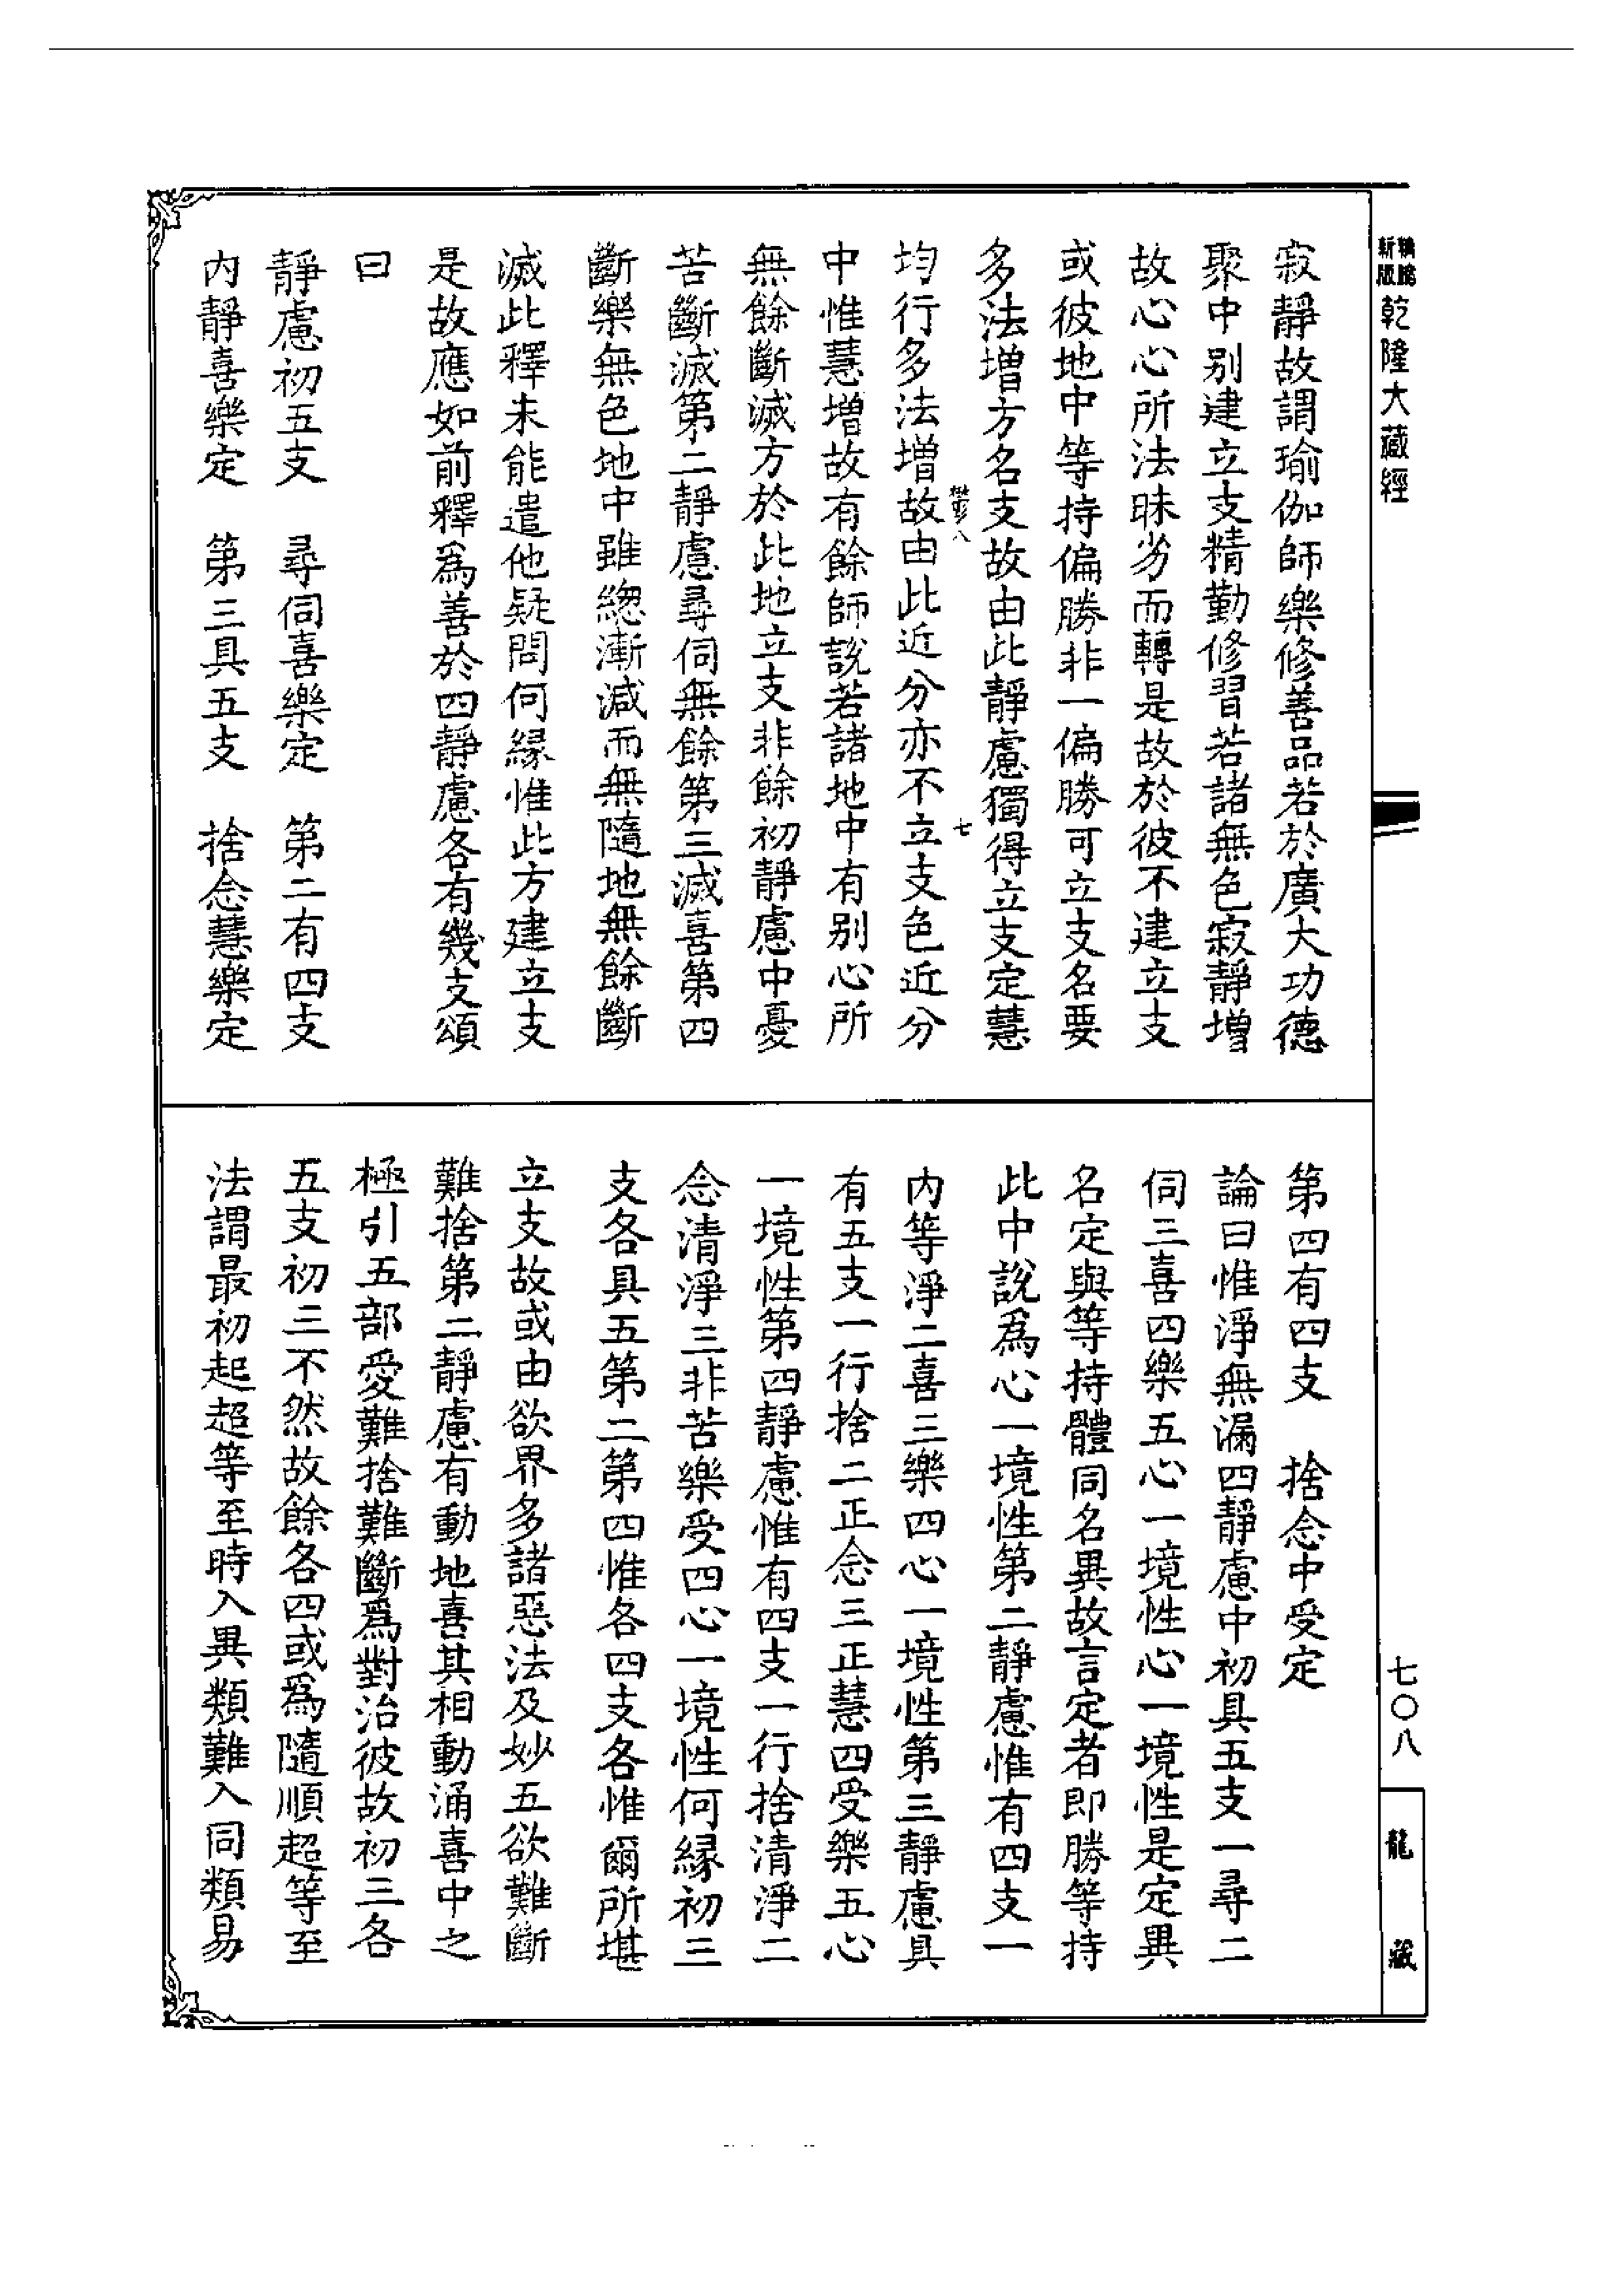 乾隆大藏經
寂靜故謂瑜伽師樂修善品若於廣大功德
聚中别建立支精勤修習若諸無色寂靜增
故心心所法昧劣而轉是故於彼不建立支
或彼地中等持偏勝非一偏勝可立支名要
多法增方名支故由此靜慮獨得立支定慧
均行多法增故由此近分亦不立支色近分
中惟慧增故有餘師説若諸地中有别心所
無餘斷滅方於此地立支非餘初靜慮中憂
苦斷滅第二靜慮尋伺無餘第三滅喜第四
斷樂無色地中雖緫漸減而無隨地無餘斷
滅此釋未能遣他疑問何緣惟此方建立支
是故應如前釋爲善於四靜慮各有幾支頌
曰
靜慮初五支　尋伺喜樂定　第二有四支
内靜喜樂定　第三具五支　捨念慧樂定
第四有四支　捨念中受定
論曰惟淨無漏四靜慮中初具五支一尋二
伺三喜四樂五心一境性心一境性是定異
名定與等持體同名異故言定者即勝等持
此中説爲心一境性第二靜慮惟有四支一
内等淨二喜三樂四心一境性第三靜慮具
有五支一行捨二正念三正慧四受樂五心
一境性第四靜慮惟有四支一行捨清淨二
念清淨三非苦樂受四心一境性何緣初三
支各具五第二第四惟各四支各惟爾所堪
立支故或由欲界多諸惡法及妙五欲難斷
難捨第二靜慮有動地喜其相動涌喜中之
極引五部愛難捨難斷爲對治彼故初三各
五支初三不然故餘各四或爲隨順超等至
法謂最初起超等至時入異類難入同類易
七〇八
龍藏